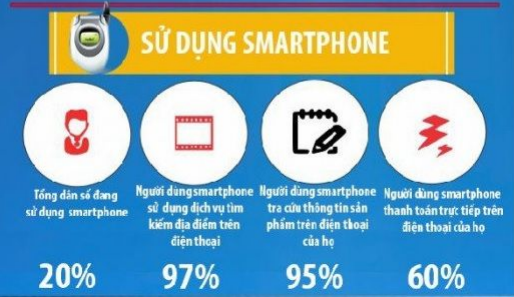 SỬ DỤNG SMARTPHONE
Tổng dân số đang
sử dụng smartphone
Người dùng smartphone
sử dụng dịch vụ tìm
kiếm địa điểm trên
điện thoại
Người dùng smartphone
tra cứu thông tin sản
phẩm trên điện thoại
của họ
Người dùng smartphone
thanh toán trực tiếp trên
điện thoại của họ
20%
97%
95%
60%